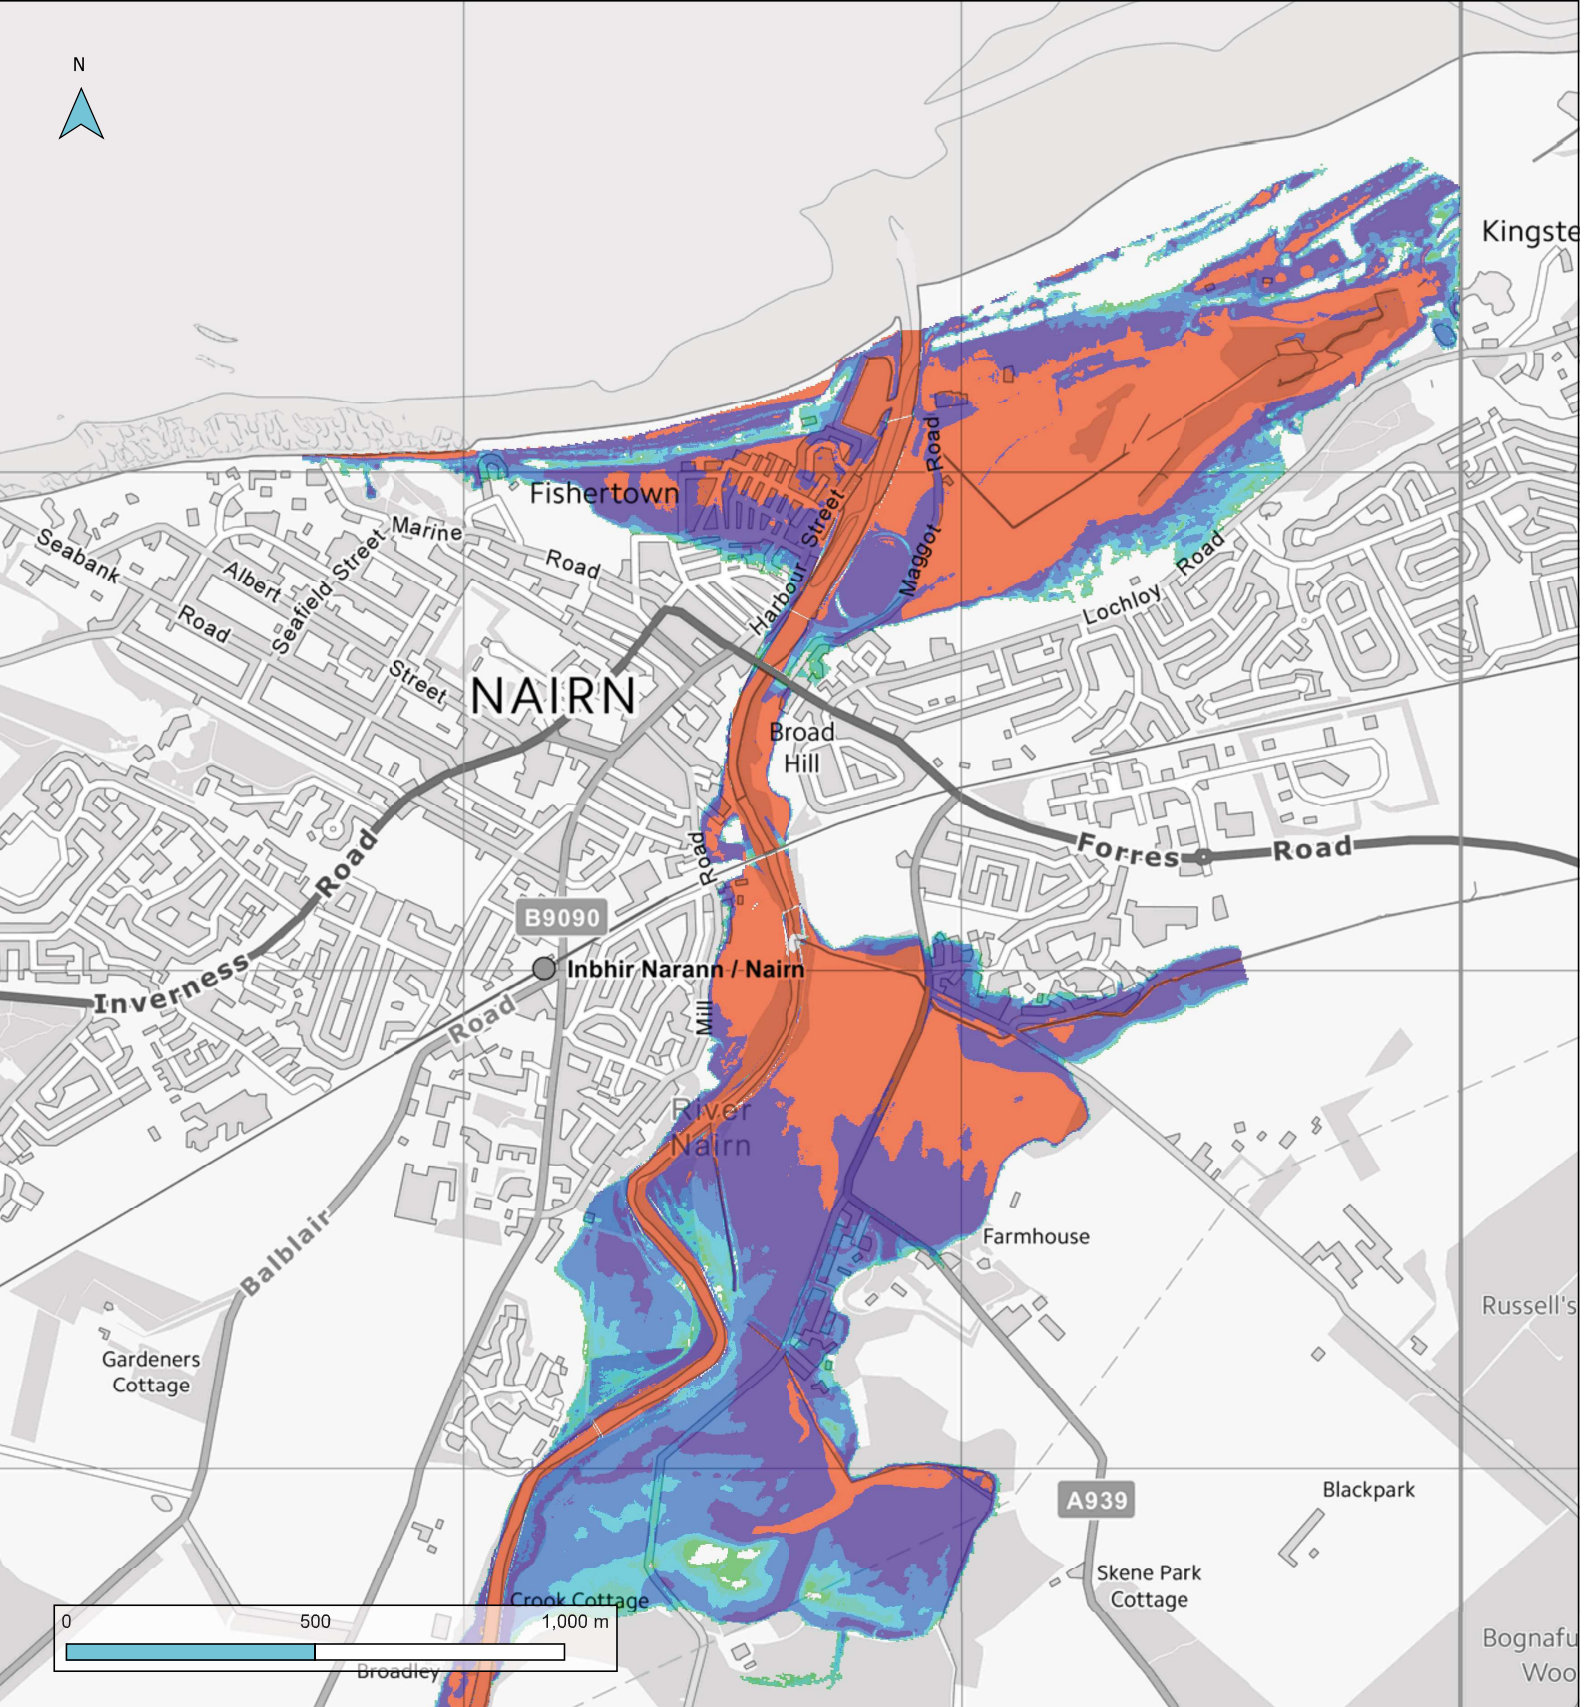 N
Kingste
Fishertown
Marine
Road
Seabank
Road
Albert
Street
Seafield Street
Harbour Street
Maggot Road
Lochloy Road
NAIRN
Broad
Hill
Forres Road
Inverness Road
B9090
Inbhir Narann / Nairn
Mill Road
Balblair Road
River
Nairn
Farmhouse
Russell's
Gardeners
Cottage
A939
Blackpark
Skene Park
Cottage
Crook Cottage
0 500 1,000 m
Broadley
Bognafu
Woo